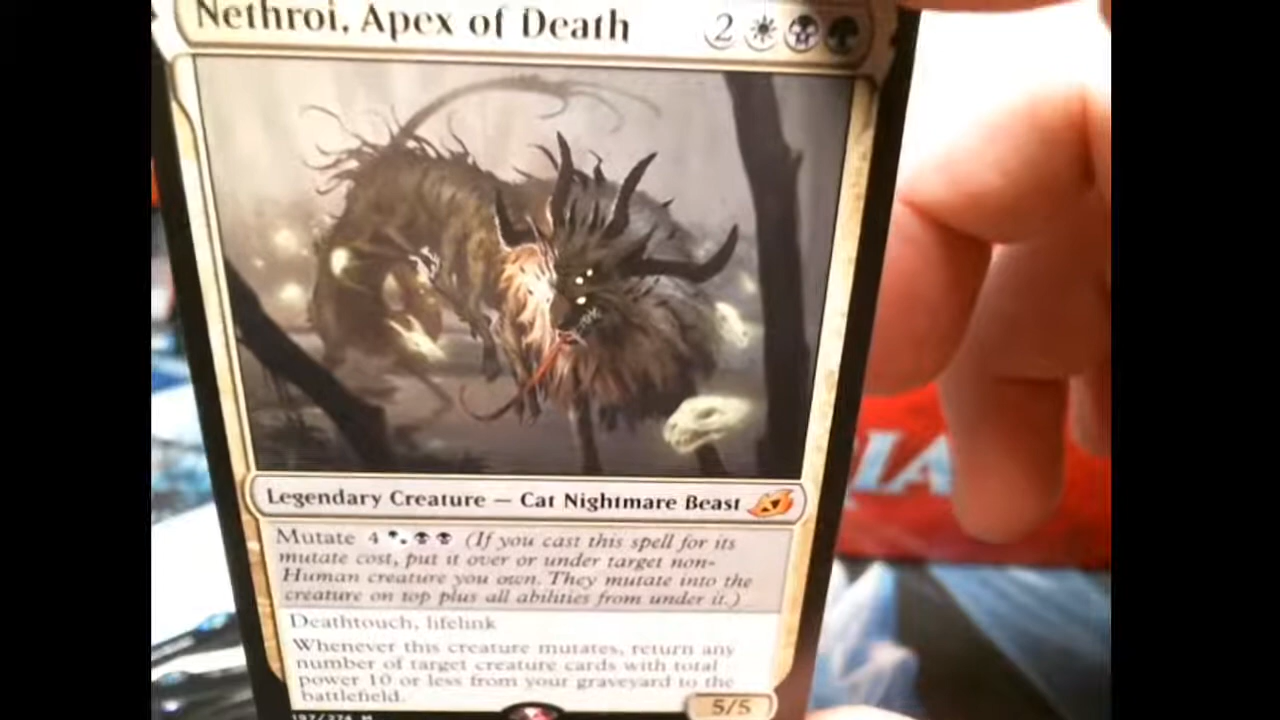 Nethroi, Apex of Death 2
Legendary Creature — Cat Nightmare Beast
Mutate 4 (If you cast this spell for its
mutate cost, put it over or under target non-
Human creature you own. They mutate into the
creature on top plus all abilities from under it.)
Deathtouch, lifelink
Whenever this creature mutates, return any
number of target creature cards with total
power 10 or less from your graveyard to the
battlefield.
197/274 M
5/5